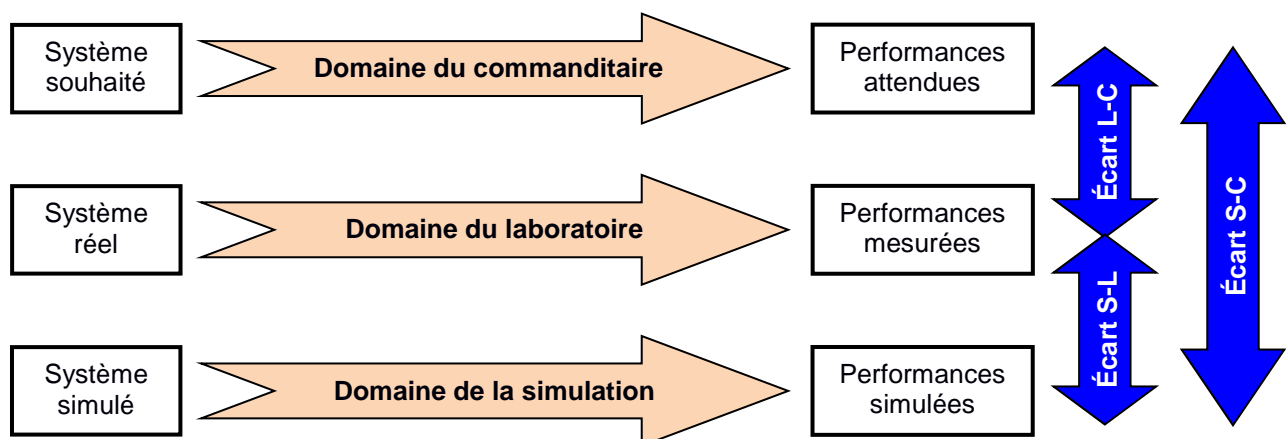 Système
souhaité
Domaine du commanditaire
Performances
attendues
Écart L-C
Écart S-C
Système
réel
Domaine du laboratoire
Performances
mesurées
Écart S-L
Système
simulé
Domaine de la simulation
Performances
simulées